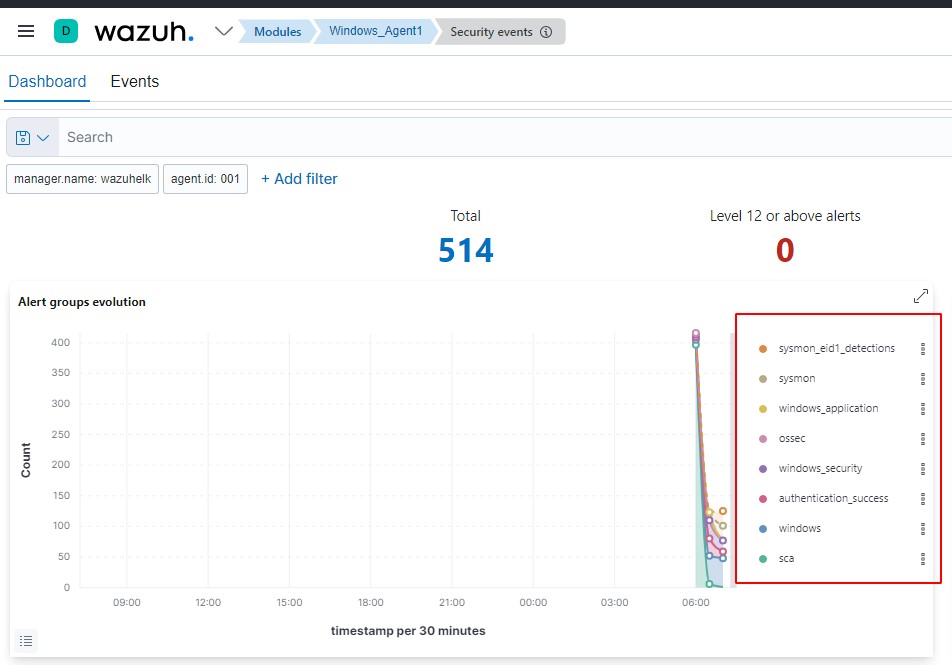 D wazuh. Modules Windows_Agent1 Security events
Dashboard Events
Search
manager.name: wazuhelk agent.id: 001 + Add filter
Total Level 12 or above alerts
514 0
Alert groups evolution
Count
400
350
300
250
200
150
100
50
0
09:00 12:00 15:00 18:00 21:00 00:00 03:00 06:00
timestamp per 30 minutes
sysmon_eid1_detections
sysmon
windows_application
ossec
windows_security
authentication_success
windows
sca